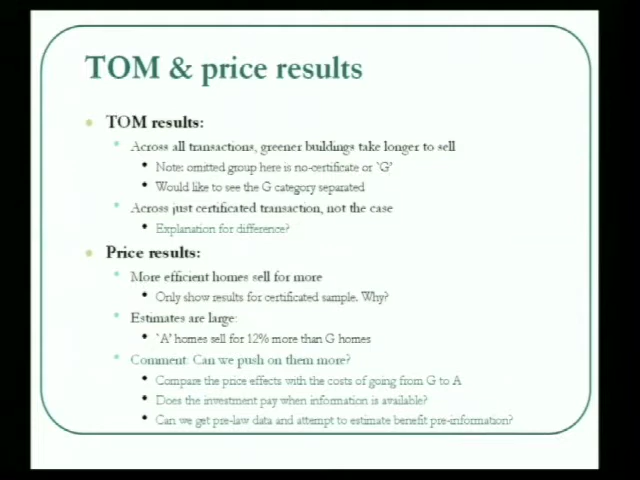 TOM & price results
TOM results:
Across all transactions, greener buildings take longer to sell
Note: omitted group here is no-certificate or `G'
Would like to see the G category separated
Across just certificated transaction, not the case
Explanation for difference?
Price results:
More efficient homes sell for more
Only show results for certificated sample. Why?
Estimates are large:
`A' homes sell for 12% more than G homes
Comment: Can we push on them more?
Compare the price effects with the costs of going from G to A
Does the investment pay when information is available?
Can we get pre-law data and attempt to estimate benefit pre-information?